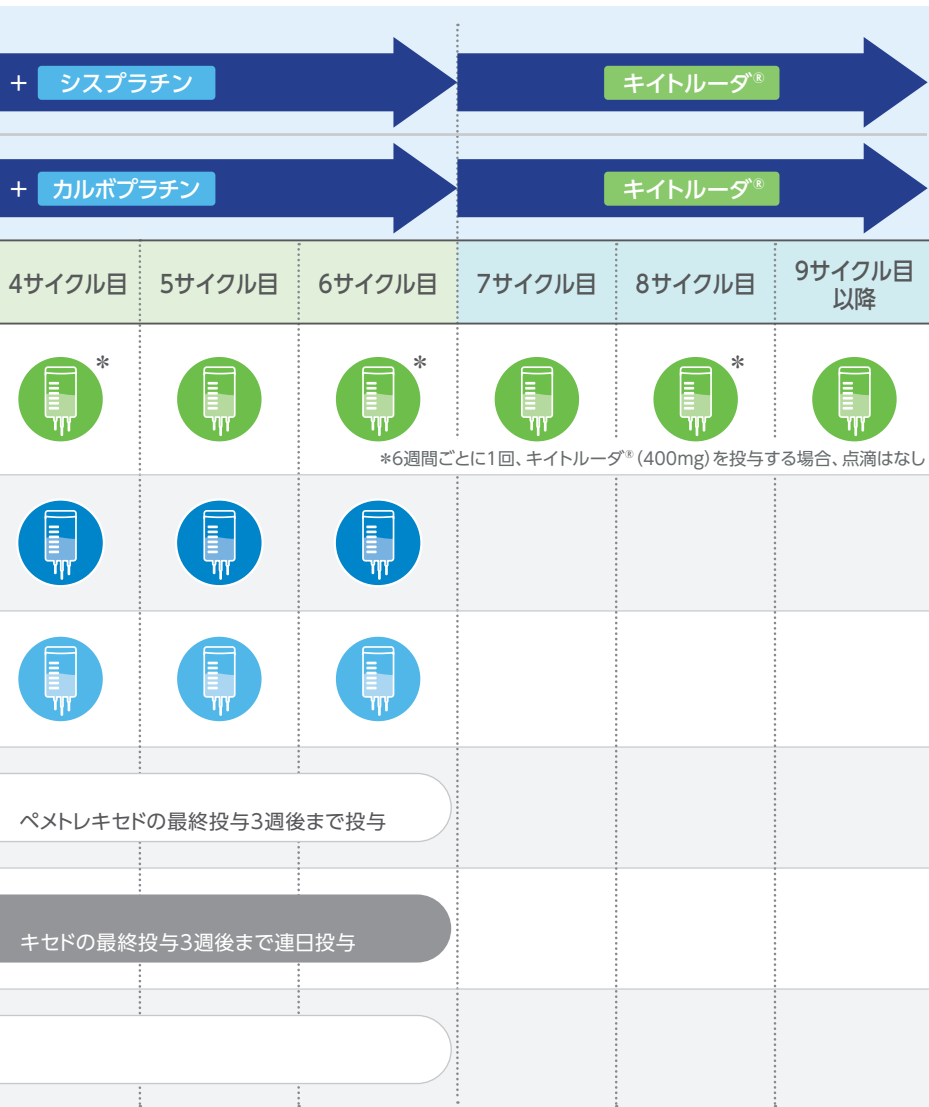 + シスプラチン キイトルーダ®
+ カルボプラチン キイトルーダ®
4サイクル目 5サイクル目 6サイクル目 7サイクル目 8サイクル目 9サイクル目
以降
* * *
*6週間ごとに1回、キイトルーダ®(400mg)を投与する場合、点滴はなし
ペメトレキセドの最終投与3週後まで投与
キセドの最終投与3週後まで連日投与